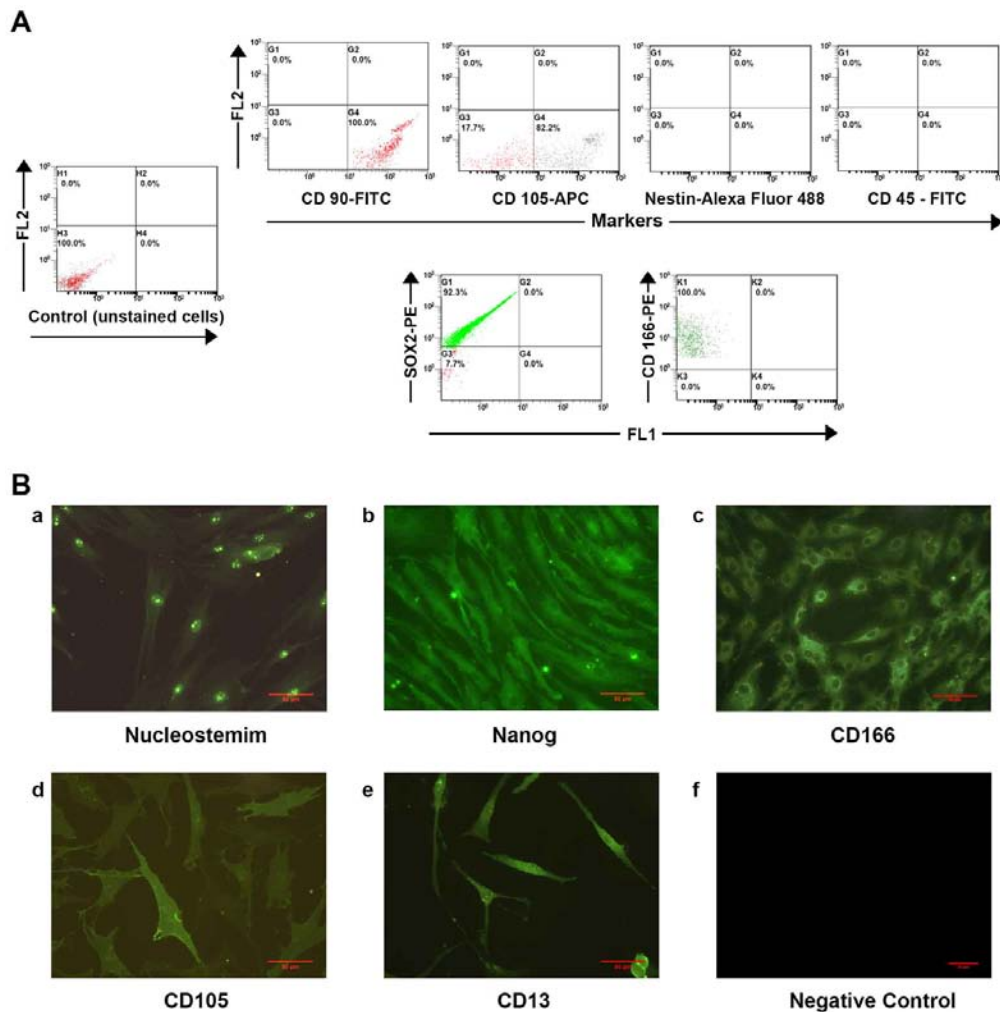 A
FL2
G1
0.0%
G2
0.0%
G3
0.0%
G4
100.0%
CD 90-FITC
G1
0.0%
G2
0.0%
G3
17.7%
G4
82.2%
CD 105-APC
G1
0.0%
G2
0.0%
G3
0.0%
G4
0.0%
Nestin-Alexa Fluor 488
G1
0.0%
G2
0.0%
G3
0.0%
G4
0.0%
CD 45 - FITC
Markers
FL2
H1
0.0%
H2
0.0%
H3
100.0%
H4
0.0%
Control (unstained cells)
SOX2-PE
G1
92.3%
G2
0.0%
G3
7.7%
G4
0.0%
CD 166-PE
K1
100.0%
K2
0.0%
K3
0.0%
K4
0.0%
FL1
B
a
b
c
Nucleostemim
Nanog
CD166
d
e
f
CD105
CD13
Negative Control